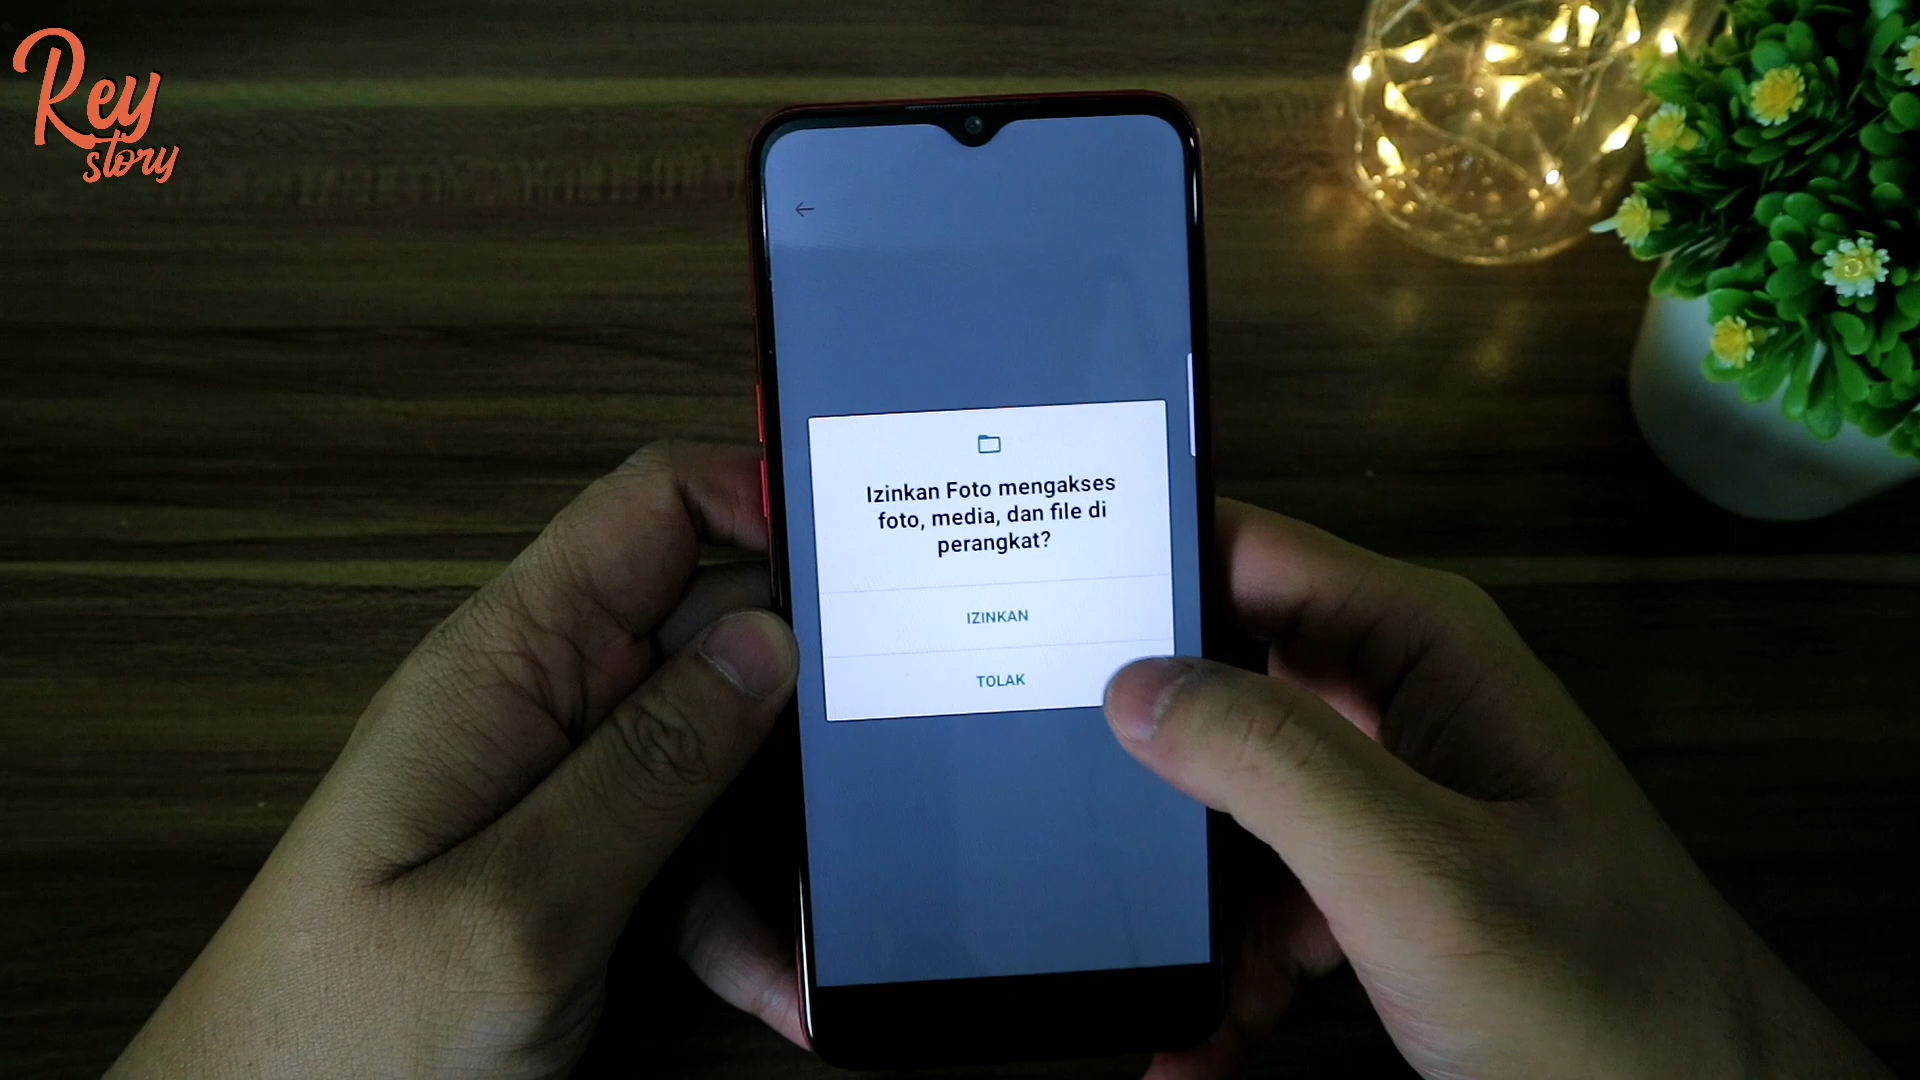 Rey
story
Izinkan Foto mengakses
foto, media, dan file di
perangkat?
IZINKAN
TOLAK